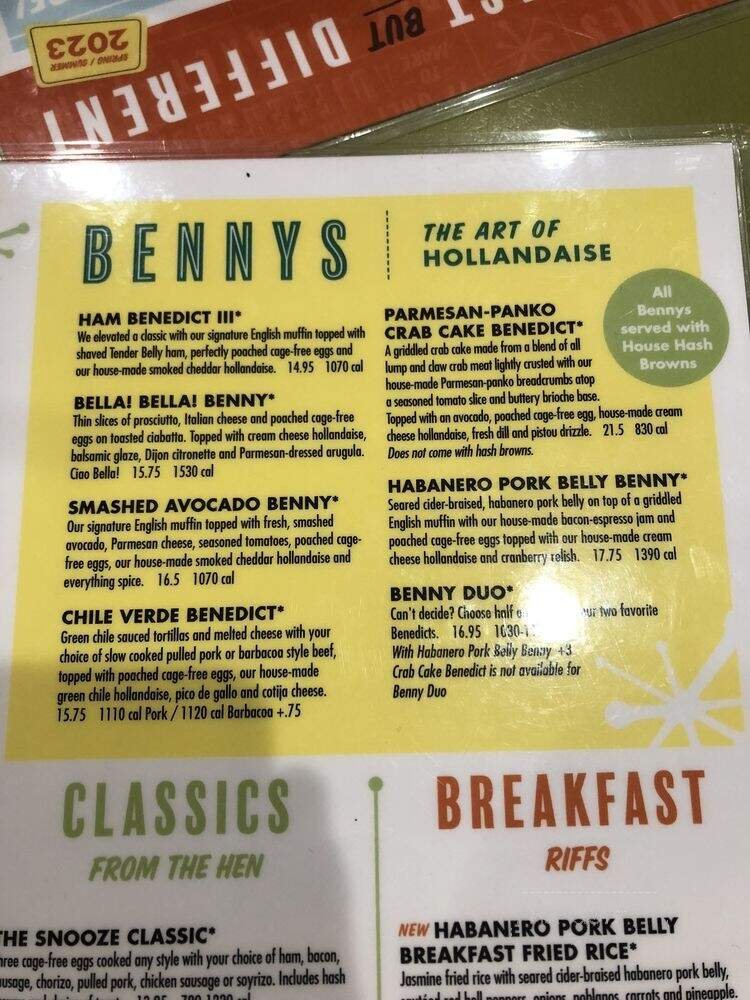 SPRING / SUMMER
2023
BUT DIFFERENT
BENNYS
THE ART OF
HOLLANDAISE
All
Bennys
served with
House Hash
Browns
HAM BENEDICT III*
We elevated a classic with our signature English muffin topped with
shaved Tender Belly ham, perfectly poached cage-free eggs and
our house-made smoked cheddar hollandaise. 14.95 1070 cal
BELLA! BELLA! BENNY*
Thin slices of prosciutto, Italian cheese and poached cage-free
eggs on toasted ciabatta. Topped with cream cheese hollandaise,
balsamic glaze, Dijon citronette and Parmesan-dressed arugula.
Ciao Bella! 15.75 1530 cal
SMASHED AVOCADO BENNY*
Our signature English muffin topped with fresh, smashed
avocado, Parmesan cheese, seasoned tomatoes, poached cage-
free eggs, our house-made smoked cheddar hollandaise and
everything spice. 16.5 1070 cal
CHILE VERDE BENEDICT*
Green chile sauced tortillas and melted cheese with your
choice of slow cooked pulled pork or barbacoa style beef,
topped with poached cage-free eggs, our house-made
green chile hollandaise, pico de gallo and cotija cheese.
15.75 1110 cal Pork / 1120 cal Barbacoa +.75
PARMESAN-PANKO
CRAB CAKE BENEDICT*
A griddled crab cake made from a blend of all
lump and claw crab meat lightly crusted with our
house-made Parmesan-panko breadcrumbs atop
a seasoned tomato slice and buttery brioche base.
Topped with an avocado, poached cage-free egg, house-made cream
cheese hollandaise, fresh dill and pistou drizzle. 21.5 830 cal
Does not come with hash browns.
HABANERO PORK BELLY BENNY*
Seared cider-braised, habanero pork belly on top of a griddled
English muffin with our house-made bacon-espresso jam and
poached cage-free eggs topped with our house-made cream
cheese hollandaise and cranberry relish. 17.75 1390 cal
BENNY DUO*
Can't decide? Choose half two favorite
Benedicts. 16.95
With Habanero Pork Belly Benny +3
Crab Cake Benedict is not available for
Benny Duo
CLASSICS
FROM THE HEN
THE SNOOZE CLASSIC*
cage-free eggs cooked any style with your choice of ham, bacon,
chorizo, pulled pork, chicken sausage or soyrizo. Includes hash
BREAKFAST
RIFFS
NEW HABANERO PORK BELLY
BREAKFAST FRIED RICE*
Jasmine fried rice with seared cider-braised habanero pork belly,
red bell peppers, onions, poblanos, carrots and pineapple.